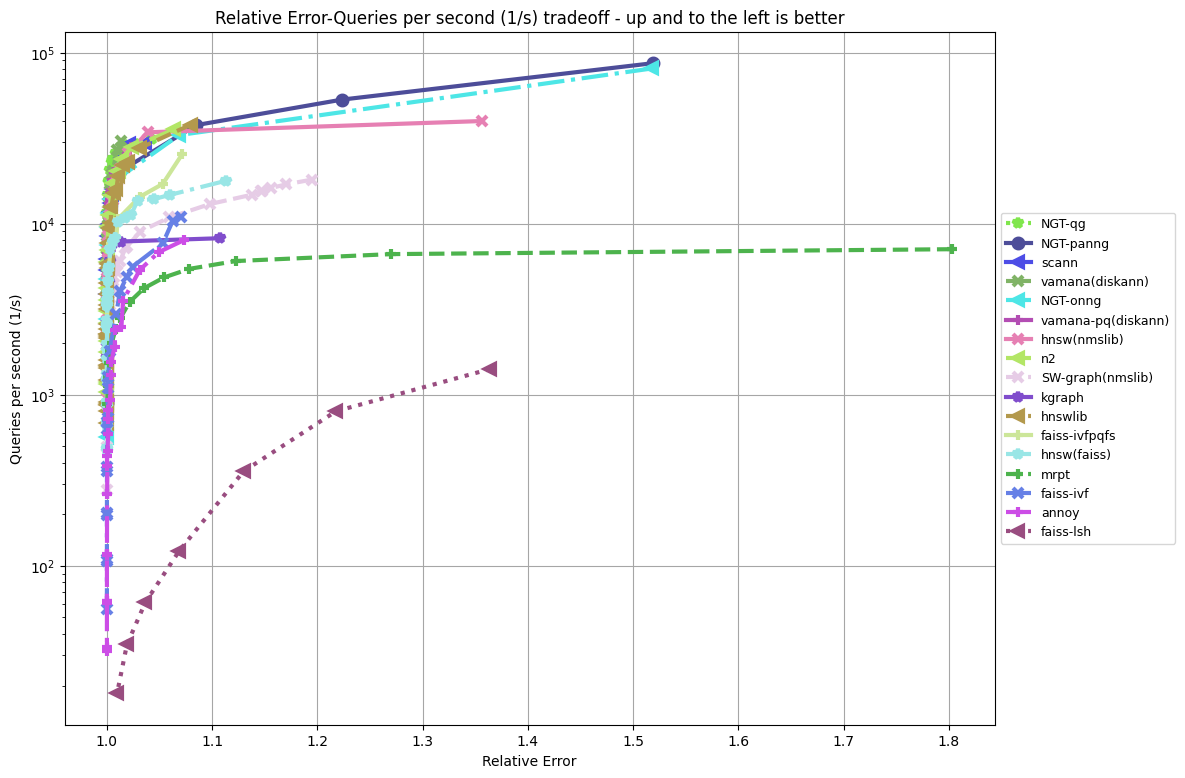 Relative Error-Queries per second (1/s) tradeoff - up and to the left is better
10^5
10^4
10^3
10^2
Queries per second (1/s)
1.0 1.1 1.2 1.3 1.4 1.5 1.6 1.7 1.8
Relative Error
NGT-qg
NGT-panng
scann
vamana(diskann)
NGT-onng
vamana-pq(diskann)
hnsw(nmslib)
n2
SW-graph(nmslib)
kgraph
hnswlib
faiss-ivfpqfs
hnsw(faiss)
mrpt
faiss-ivf
annoy
faiss-lsh